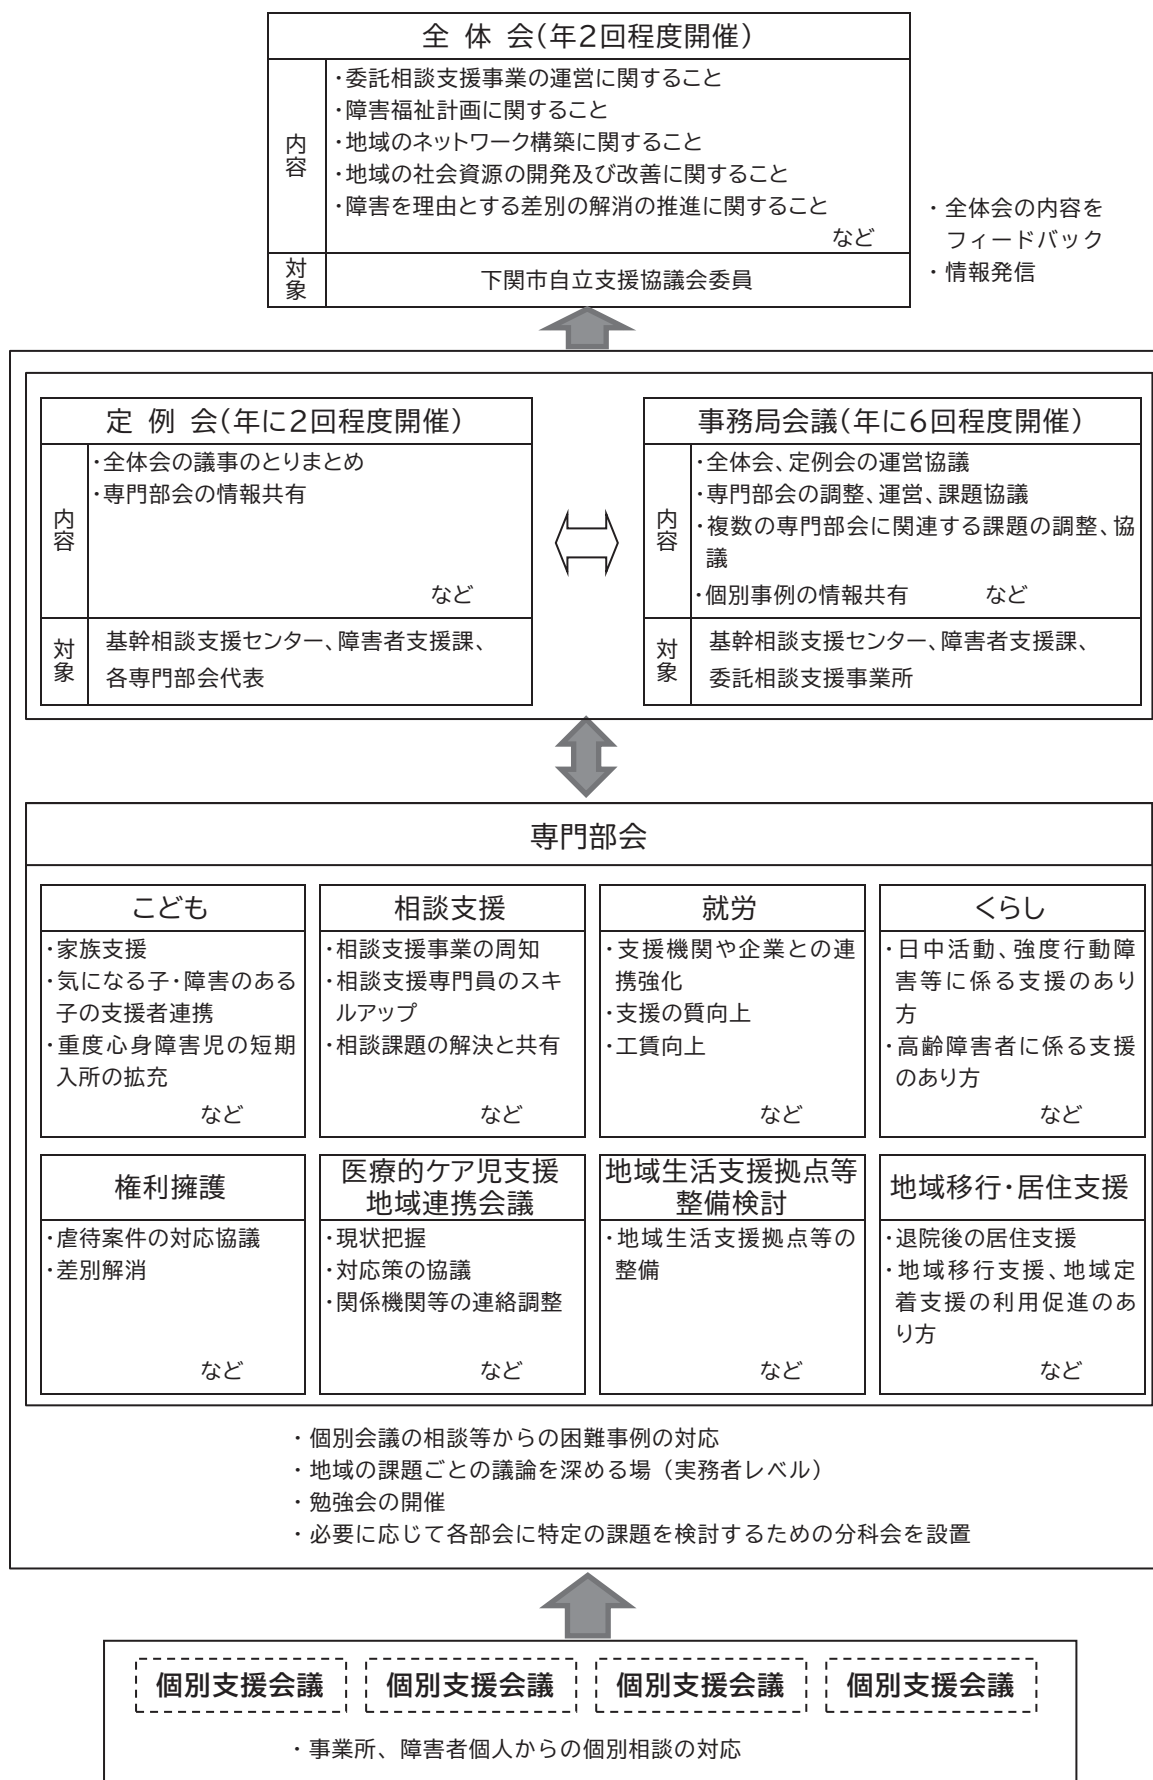 全 体 会(年2回程度開催)
内容
・委託相談支援事業の運営に関すること
・障害福祉計画に関すること
・地域のネットワーク構築に関すること
・地域の社会資源の開発及び改善に関すること
・障害を理由とする差別の解消の推進に関すること
など
対象
下関市自立支援協議会委員
・全体会の内容を
フィードバック
・情報発信
定 例 会(年に2回程度開催)
内容
・全体会の議事のとりまとめ
・専門部会の情報共有
など
対象
基幹相談支援センター、障害者支援課、
各専門部会代表
事務局会議(年に6回程度開催)
内容
・全体会、定例会の運営協議
・専門部会の調整、運営、課題協議
・複数の専門部会に関連する課題の調整、協
議
・個別事例の情報共有 など
対象
基幹相談支援センター、障害者支援課、
委託相談支援事業所
専門部会
こども
・家族支援
・気になる子・障害のある
子の支援者連携
・重度心身障害児の短期
入所の拡充
など
相談支援
・相談支援事業の周知
・相談支援専門員のスキ
ルアップ
・相談課題の解決と共有
など
就労
・支援機関や企業との連
携強化
・支援の質向上
・工賃向上
など
くらし
・日中活動、強度行動障
害等に係る支援のあり
方
・高齢障害者に係る支援
のあり方
など
権利擁護
・虐待案件の対応協議
・差別解消
など
医療的ケア児支援
地域連携会議
・現状把握
・対応策の協議
・関係機関等の連絡調整
など
地域生活支援拠点等
整備検討
・地域生活支援拠点等の
整備
など
地域移行・居住支援
・退院後の居住支援
・地域移行支援、地域定
着支援の利用促進のあ
り方
など
・個別会議の相談等からの困難事例の対応
・地域の課題ごとの議論を深める場（実務者レベル）
・勉強会の開催
・必要に応じて各部会に特定の課題を検討するための分科会を設置
個別支援会議
個別支援会議
個別支援会議
個別支援会議
・事業所、障害者個人からの個別相談の対応